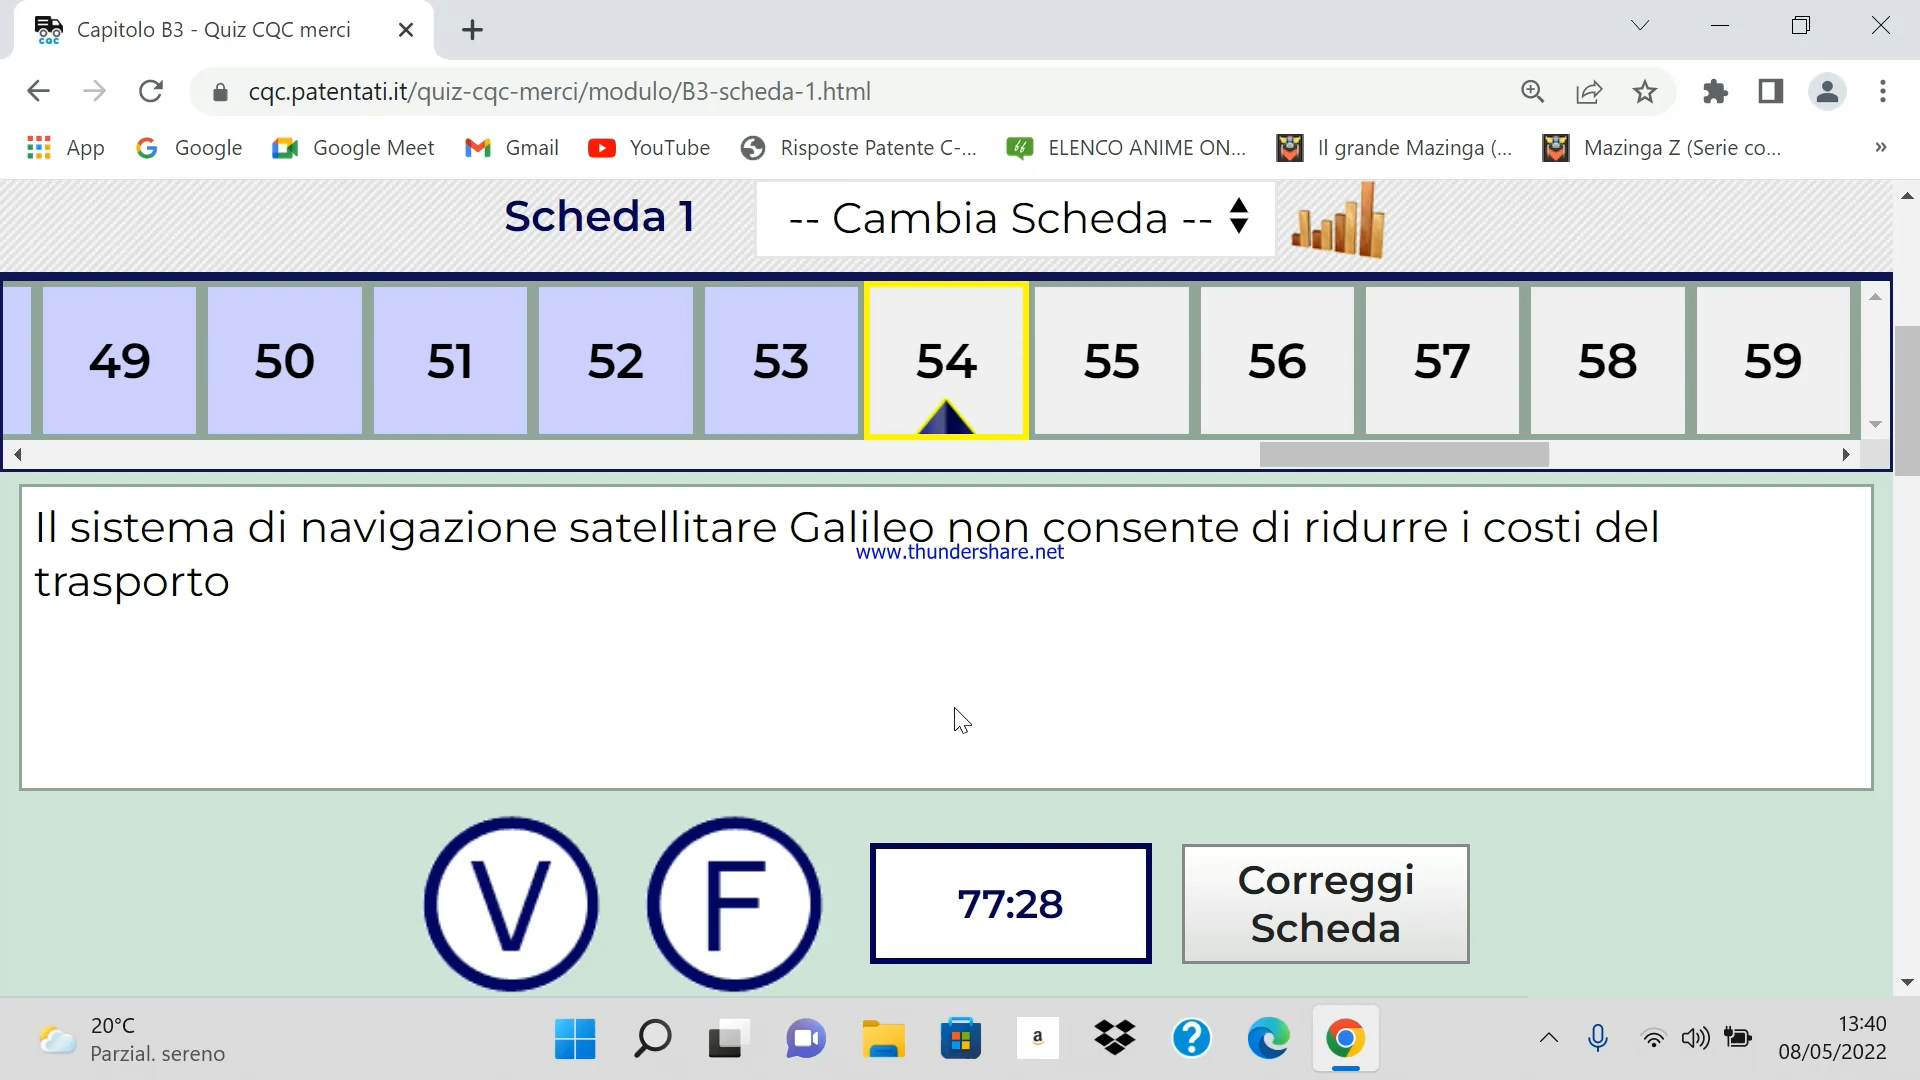 Capitolo B3 - Quiz CQC merci
cqc.patentati.it/quiz-cqc-merci/modulo/B3-scheda-1.html
App Google Google Meet Gmail YouTube Risposte Patente C-... ELENCO ANIME ON... Il grande Mazinga (... Mazinga Z (Serie co... »
Scheda 1 -- Cambia Scheda --
49 50 51 52 53 54 55 56 57 58 59
Il sistema di navigazione satellitare Galileo non consente di ridurre i costi del
www.thundershare.net
trasporto
V F 77:28 Correggi
Scheda
20°C
Parzial. sereno
13:40
08/05/2022